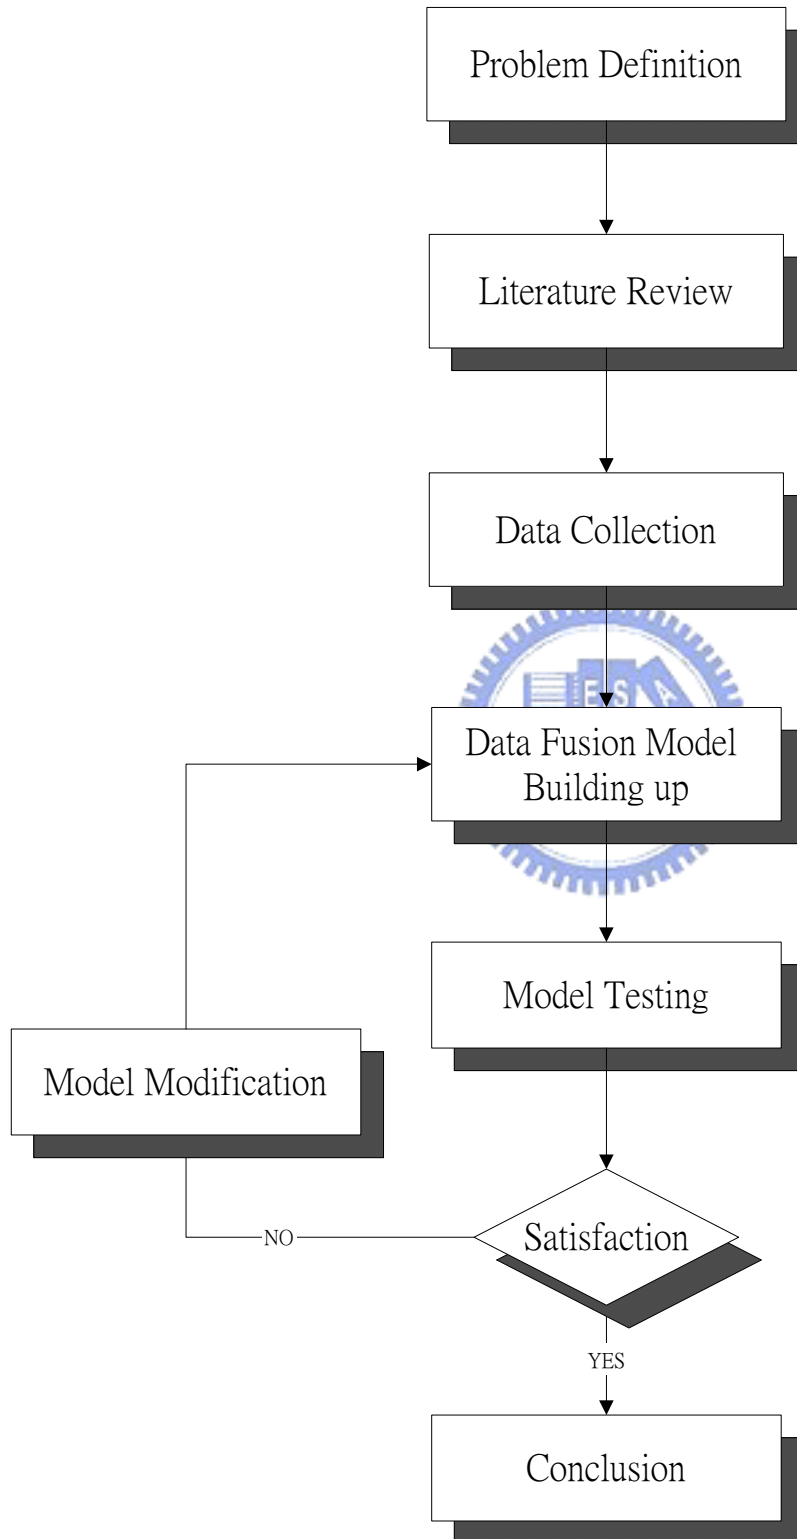 Problem Definition
Literature Review
Data Collection
E S A
Data Fusion Model
Building up
Model Testing
Model Modification
Satisfaction
NO
YES
Conclusion